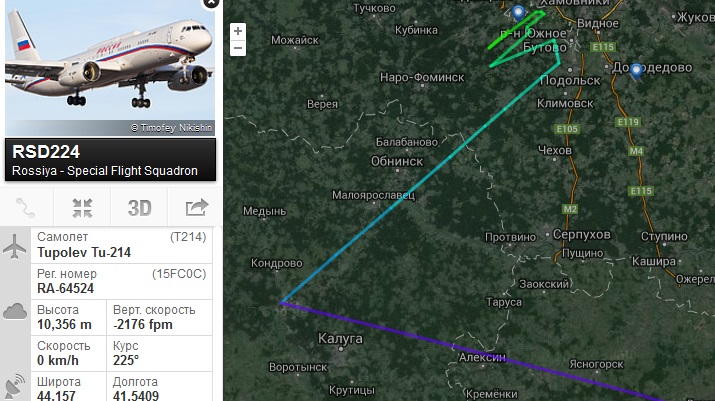 РОССИЯ
© Timofey Nikishin
RSD224
Rossiya - Special Flight Squadron
3D
Самолет (T214)
Tupolev Tu-214
Рег. номер (15FC0C)
RA-64524
Высота Верт. скорость
10,356 m -2176 fpm
Скорость Курс
0 km/h 225°
Широта Долгота
44.157 41.5409
+
-
Тучково
Хамовники
Кубинка
Видное
Жуков
Можайск
р-н Южное
Бутово
E115
Наро-Фоминск
Подольск
Домодедово
Верея
Климовск
E119
Балабаново
E105
Чехов
M4
Обнинск
Малоярославец
E115
Медынь
M2
Серпухов
Протвино
Ступино
Пущино
Кондрово
Кашира
Заокский
Ожерел
Таруса
Калуга
Алексин
Ясногорск
Воротынск
Крутицы
Кремёнки